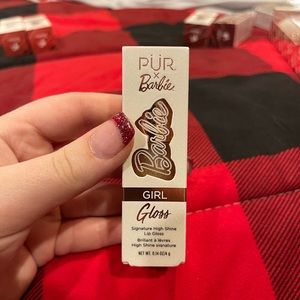 PÜR
×
Barbie
Barbie
GIRL
Gloss
Signature High Shine
Lip Gloss
Brillant à lèvres
High Shine signature
NET. WT. 0.14 OZ/4 g